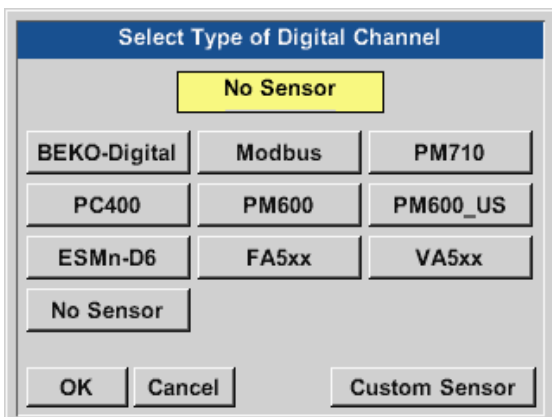 Select Type of Digital Channel
No Sensor
BEKO-Digital Modbus PM710
PC400 PM600 PM600_US
ESMn-D6 FA5xx VA5xx
No Sensor
OK Cancel Custom Sensor